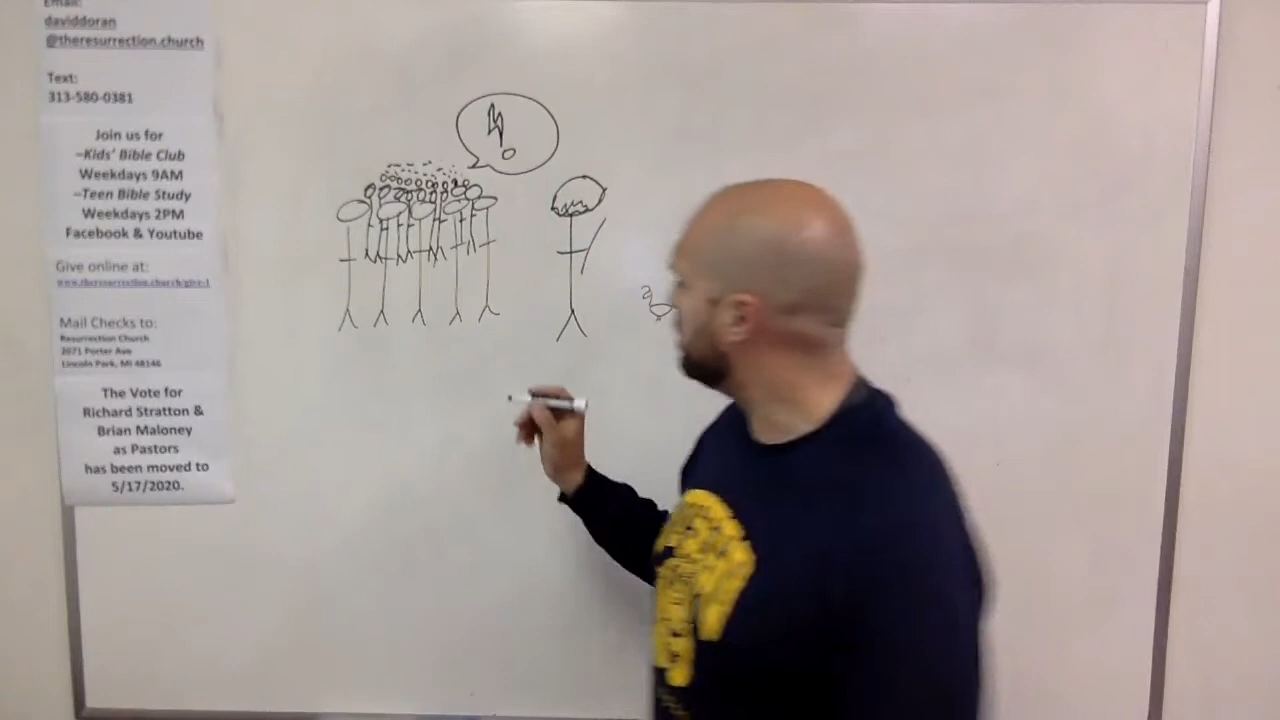 Email:
daviddoran
@theresurrection.church
Text:
313-580-0381
Join us for
–Kids' Bible Club
Weekdays 9AM
–Teen Bible Study
Weekdays 2PM
Facebook & Youtube
Give online at:
www.theresurrection.church/give-1
Mail Checks to:
Resurrection Church
2071 Porter Ave
Lincoln Park, MI 48146
The Vote for
Richard Stratton &
Brian Maloney
as Pastors
has been moved to
5/17/2020.
!